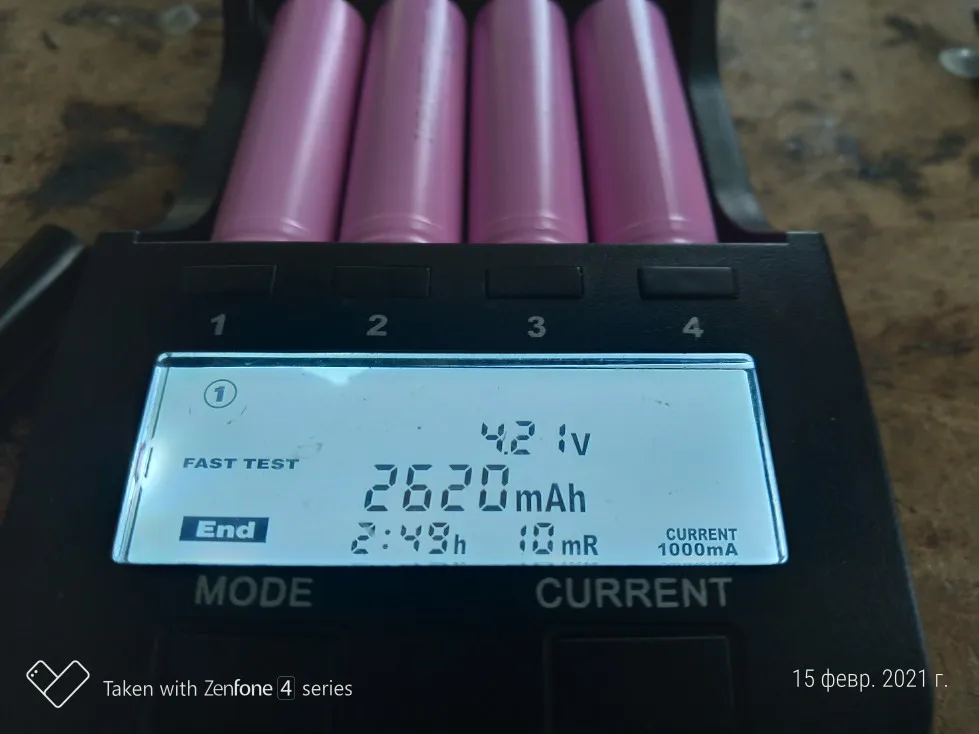 1 2 3 4
1
4.21V
FAST TEST
2620mAh
End
2:49h 10mR
CURRENT
1000mA
MODE CURRENT
Taken with Zenfone 4 series
15 февр. 2021 г.